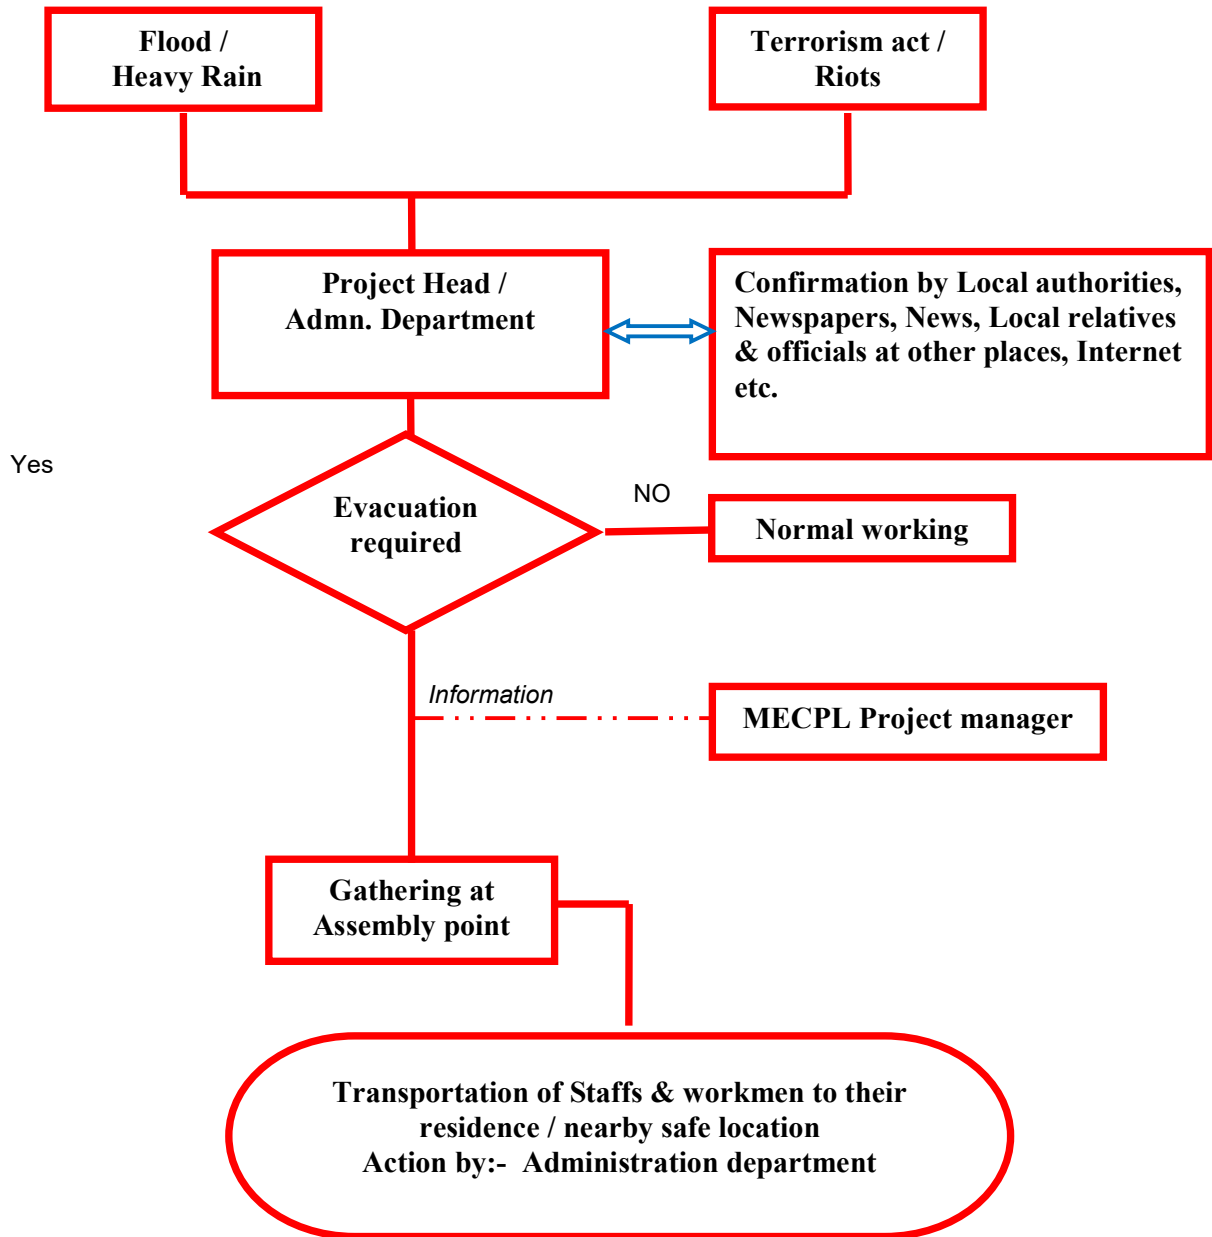 Flood /
Heavy Rain
Terrorism act /
Riots
Project Head /
Admn. Department
Confirmation by Local authorities,
Newspapers, News, Local relatives
& officials at other places, Internet
etc.
Yes
Evacuation
required
NO
Normal working
Information
MECPL Project manager
Gathering at
Assembly point
Transportation of Staffs & workmen to their
residence / nearby safe location
Action by:-  Administration department